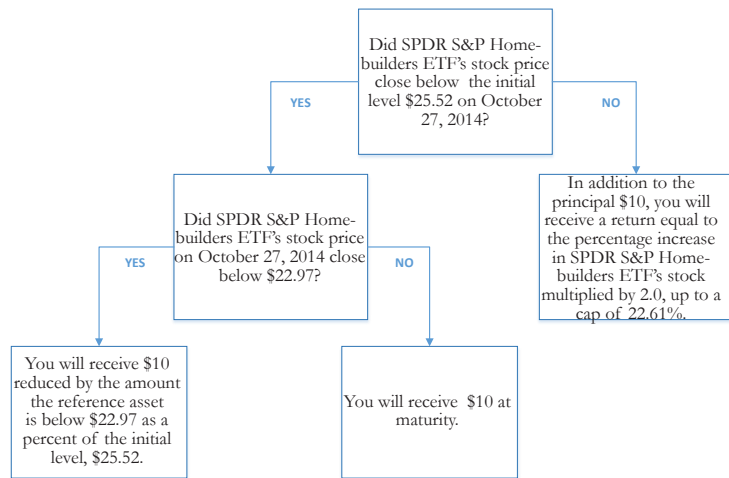 Did SPDR S&P Home-
builders ETF's stock price
close below the initial
level $25.52 on October
27, 2014?
YES
NO
Did SPDR S&P Home-
builders ETF's stock price
on October 27, 2014 close
below $22.97?
In addition to the
principal $10, you will
receive a return equal to
the percentage increase
in SPDR S&P Home-
builders ETF's stock
multiplied by 2.0, up to a
cap of 22.61%.
YES
NO
You will receive $10
reduced by the amount
the reference asset
is below $22.97 as a
percent of the initial
level, $25.52.
You will receive $10 at
maturity.